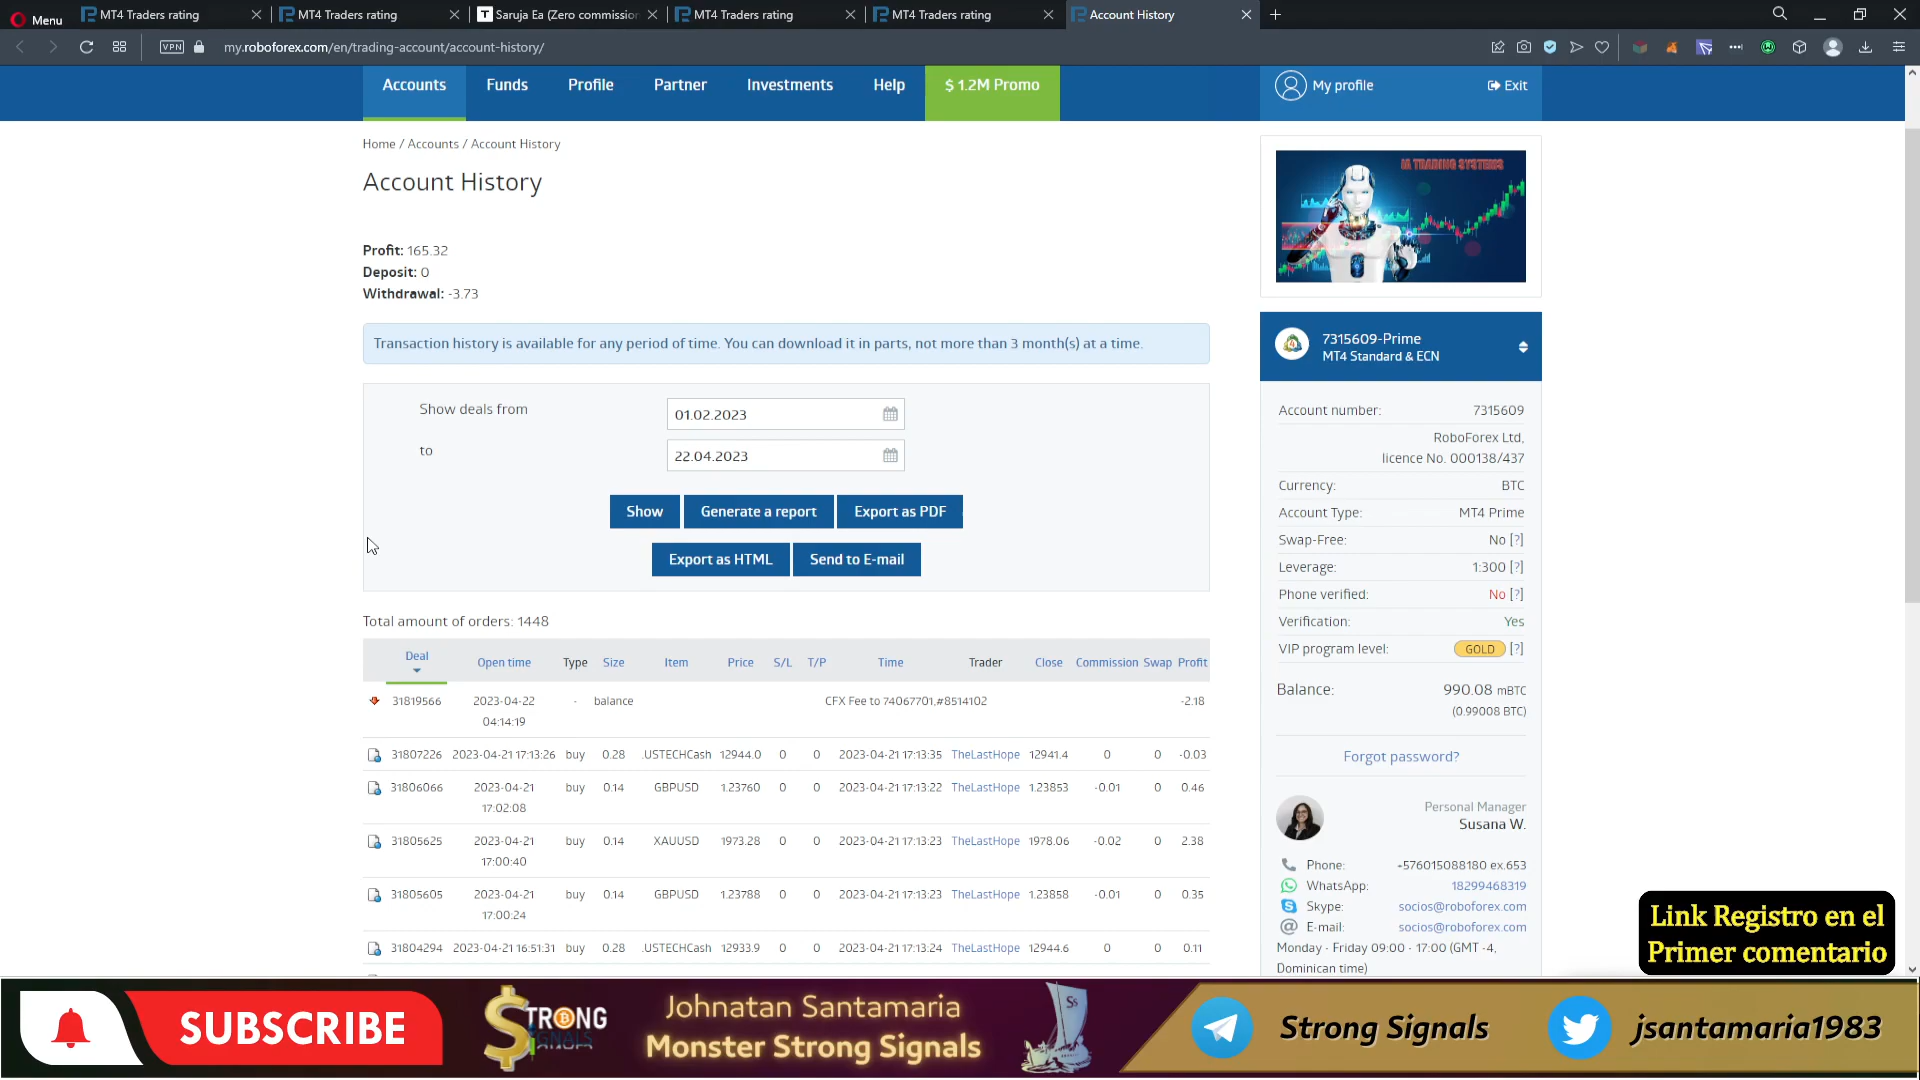 Menu
MT4 Traders rating
MT4 Traders rating
Saruja Ea (Zero commission
MT4 Traders rating
MT4 Traders rating
Account History
VPN
my.roboforex.com/en/trading-account/account-history/
Accounts
Funds
Profile
Partner
Investments
Help
$ 1.2M Promo
My profile
Exit
Home / Accounts / Account History
Account History
Profit: 165.32
Deposit: 0
Withdrawal: -3.73
Transaction history is available for any period of time. You can download it in parts, not more than 3 month(s) at a time.
Show deals from
01.02.2023
to
22.04.2023
Show
Generate a report
Export as PDF
Export as HTML
Send to E-mail
Total amount of orders: 1448
Deal Open time Type Size Item Price S/L T/P Time Trader Close Commission Swap Profit
31819566 2023-04-22 - balance CFX Fee to 74067701,#8514102 -2.18
04:14:19
31807226 2023-04-21 17:13:26 buy 0.28 .USTECHCash 12944.0 0 0 2023-04-21 17:13:35 TheLastHope 12941.4 0 0 -0.03
31806066 2023-04-21 buy 0.14 GBPUSD 1.23760 0 0 2023-04-21 17:13:22 TheLastHope 1.23853 -0.01 0 0.46
17:02:08
31805625 2023-04-21 buy 0.14 XAUUSD 1973.28 0 0 2023-04-21 17:13:23 TheLastHope 1978.06 -0.02 0 2.38
17:00:40
31805605 2023-04-21 buy 0.14 GBPUSD 1.23788 0 0 2023-04-21 17:13:23 TheLastHope 1.23858 -0.01 0 0.35
17:00:24
31804294 2023-04-21 16:51:31 buy 0.28 .USTECHCash 12933.9 0 0 2023-04-21 17:13:24 TheLastHope 12944.6 0 0 0.11
IA TRADING SYSTEMS
7315609-Prime
MT4 Standard & ECN
Account number: 7315609
RoboForex Ltd,
licence No. 000138/437
Currency: BTC
Account Type: MT4 Prime
Swap-Free: No [?]
Leverage: 1:300 [?]
Phone verified: No [?]
Verification: Yes
VIP program level: GOLD [?]
Balance: 990.08 mBTC
(0.99008 BTC)
Forgot password?
Personal Manager
Susana W.
Phone: +576015088180 ex.653
WhatsApp: 18299468319
Skype: socios@roboforex.com
E-mail: socios@roboforex.com
Monday - Friday 09:00 - 17:00 (GMT -4,
Dominican time)
Link Registro en el
Primer comentario
SUBSCRIBE
STRONG
SIGNALS
Johnatan Santamaria
Monster Strong Signals
Ss
Strong Signals
jsantamaria1983